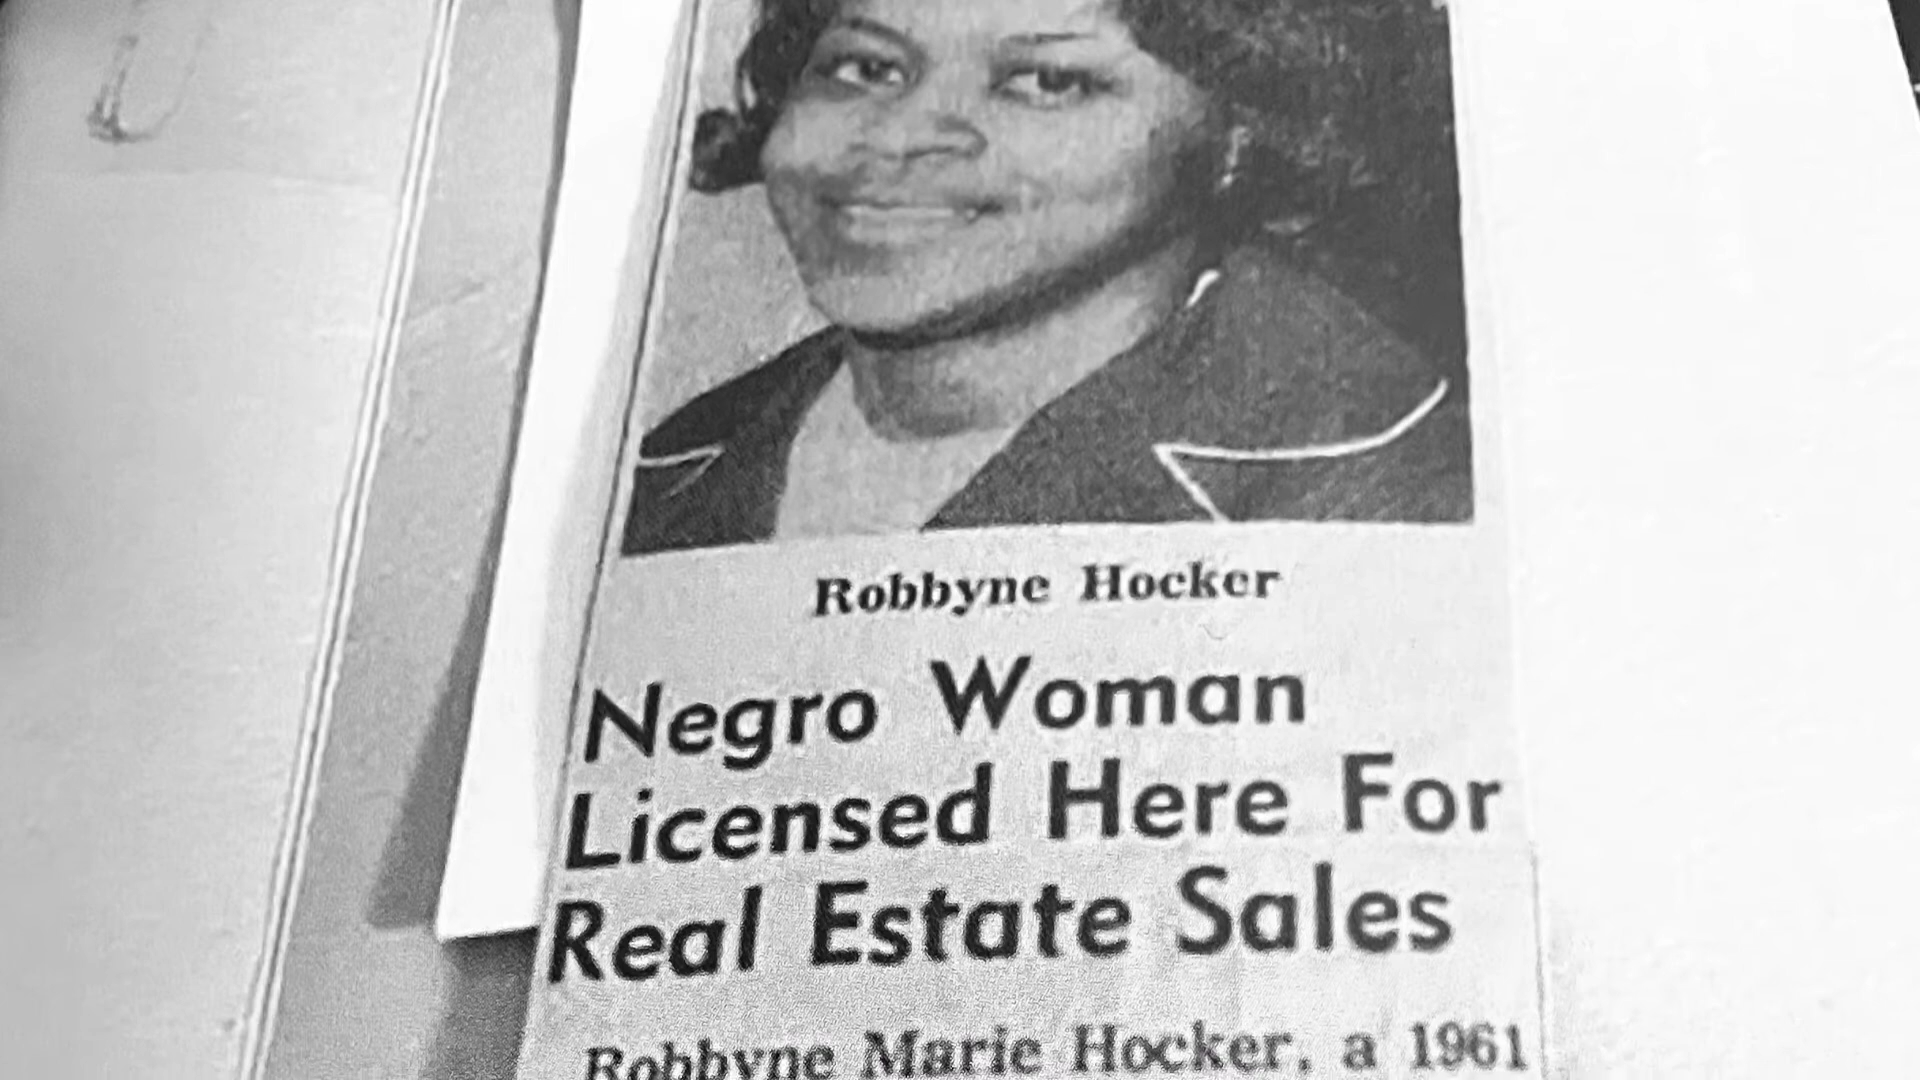 Robbyne Hocker
Negro Woman
Licensed Here For
Real Estate Sales
Robbyne Marie Hocker, a 1961